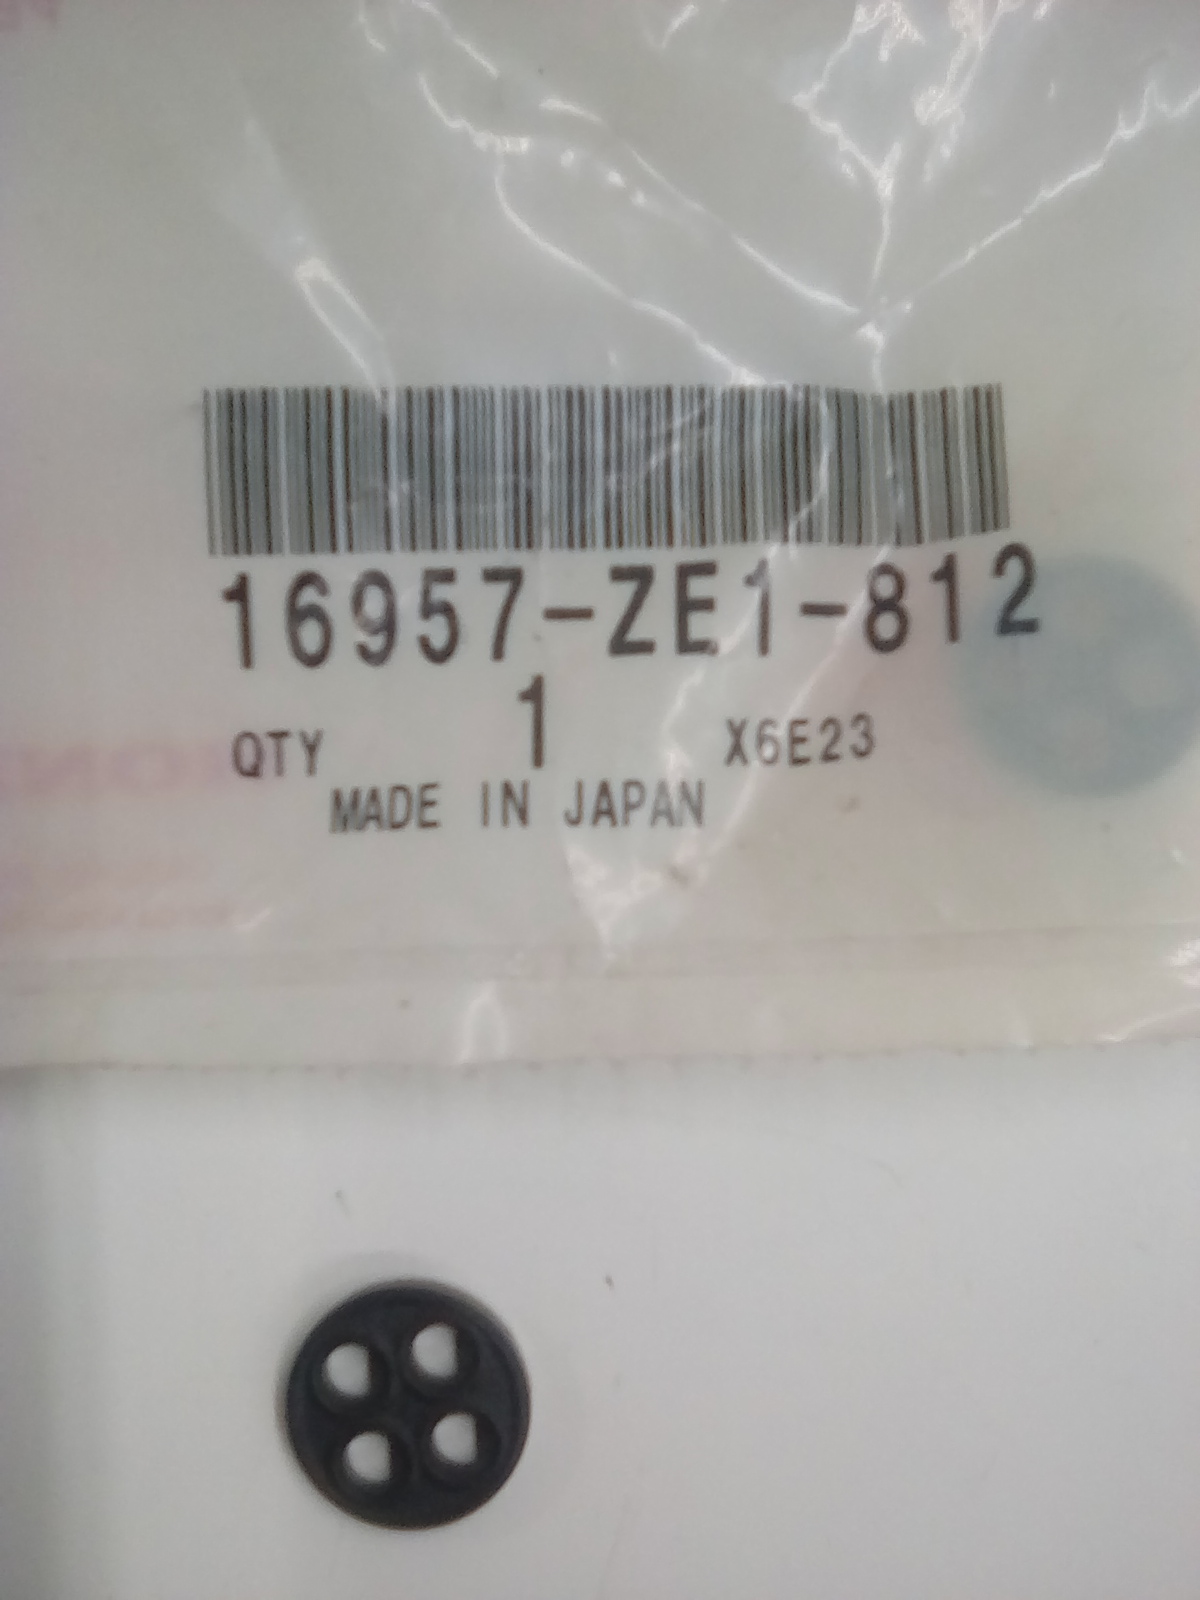 16957-ZE1-812
QTY 1 X6E23
MADE IN JAPAN